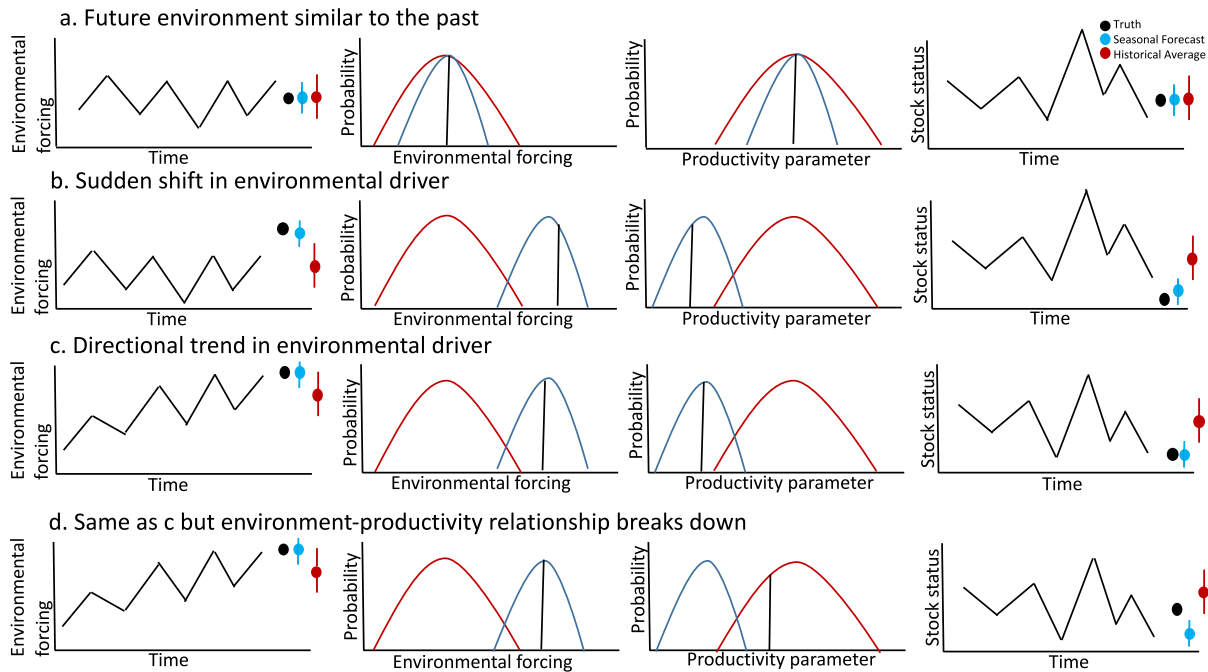 a. Future environment similar to the past
Truth
Seasonal Forecast
Historical Average
Environmental
forcing
Time
Probability
Environmental forcing
Probability
Productivity parameter
Stock status
Time
b. Sudden shift in environmental driver
Environmental
forcing
Time
Probability
Environmental forcing
Probability
Productivity parameter
Stock status
Time
c. Directional trend in environmental driver
Environmental
forcing
Time
Probability
Environmental forcing
Probability
Productivity parameter
Stock status
Time
d. Same as c but environment-productivity relationship breaks down
Environmental
forcing
Time
Probability
Environmental forcing
Probability
Productivity parameter
Stock status
Time